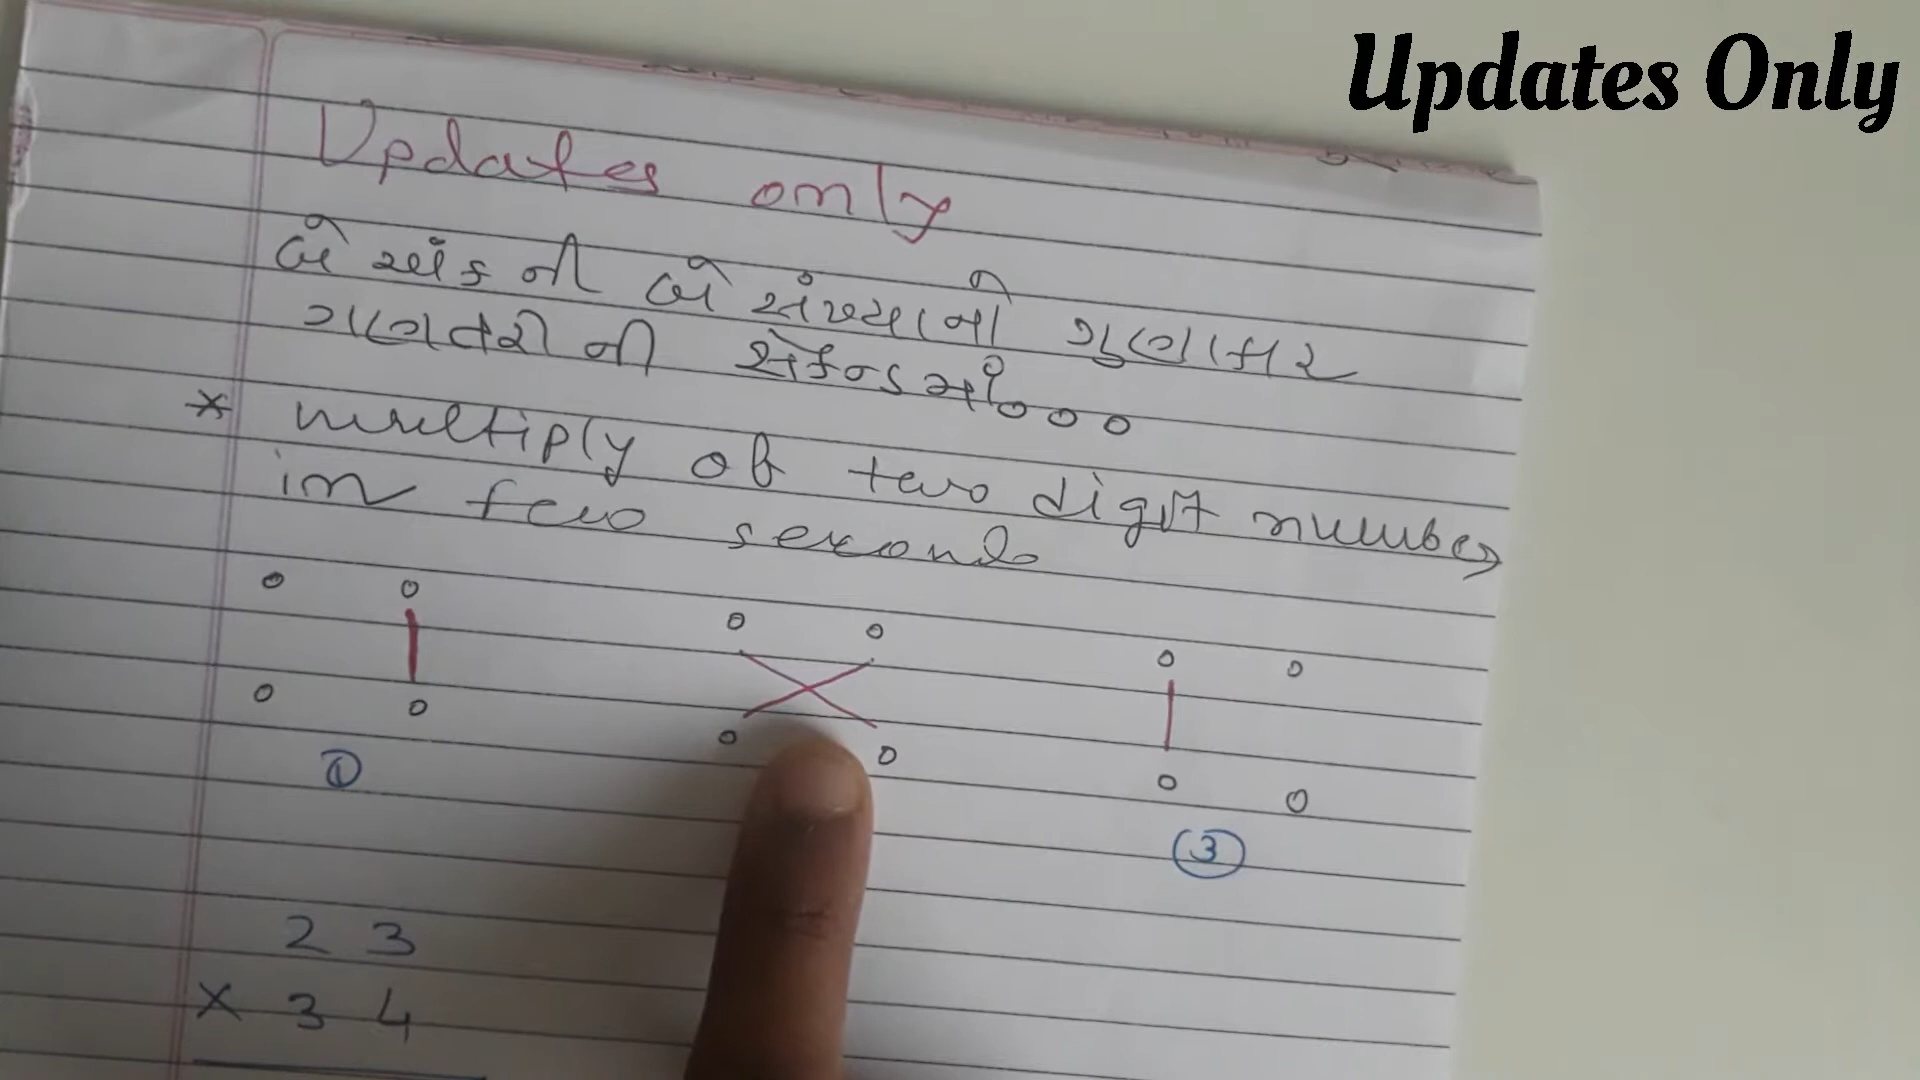 Updates Only
Updates only
બે અંક ની બે સંખ્યાનો ગુણાકાર
ગણતરી ની સેકન્ડમાં...
* multiply of two digit number
in few seconds
①
③
2 3
× 3 4